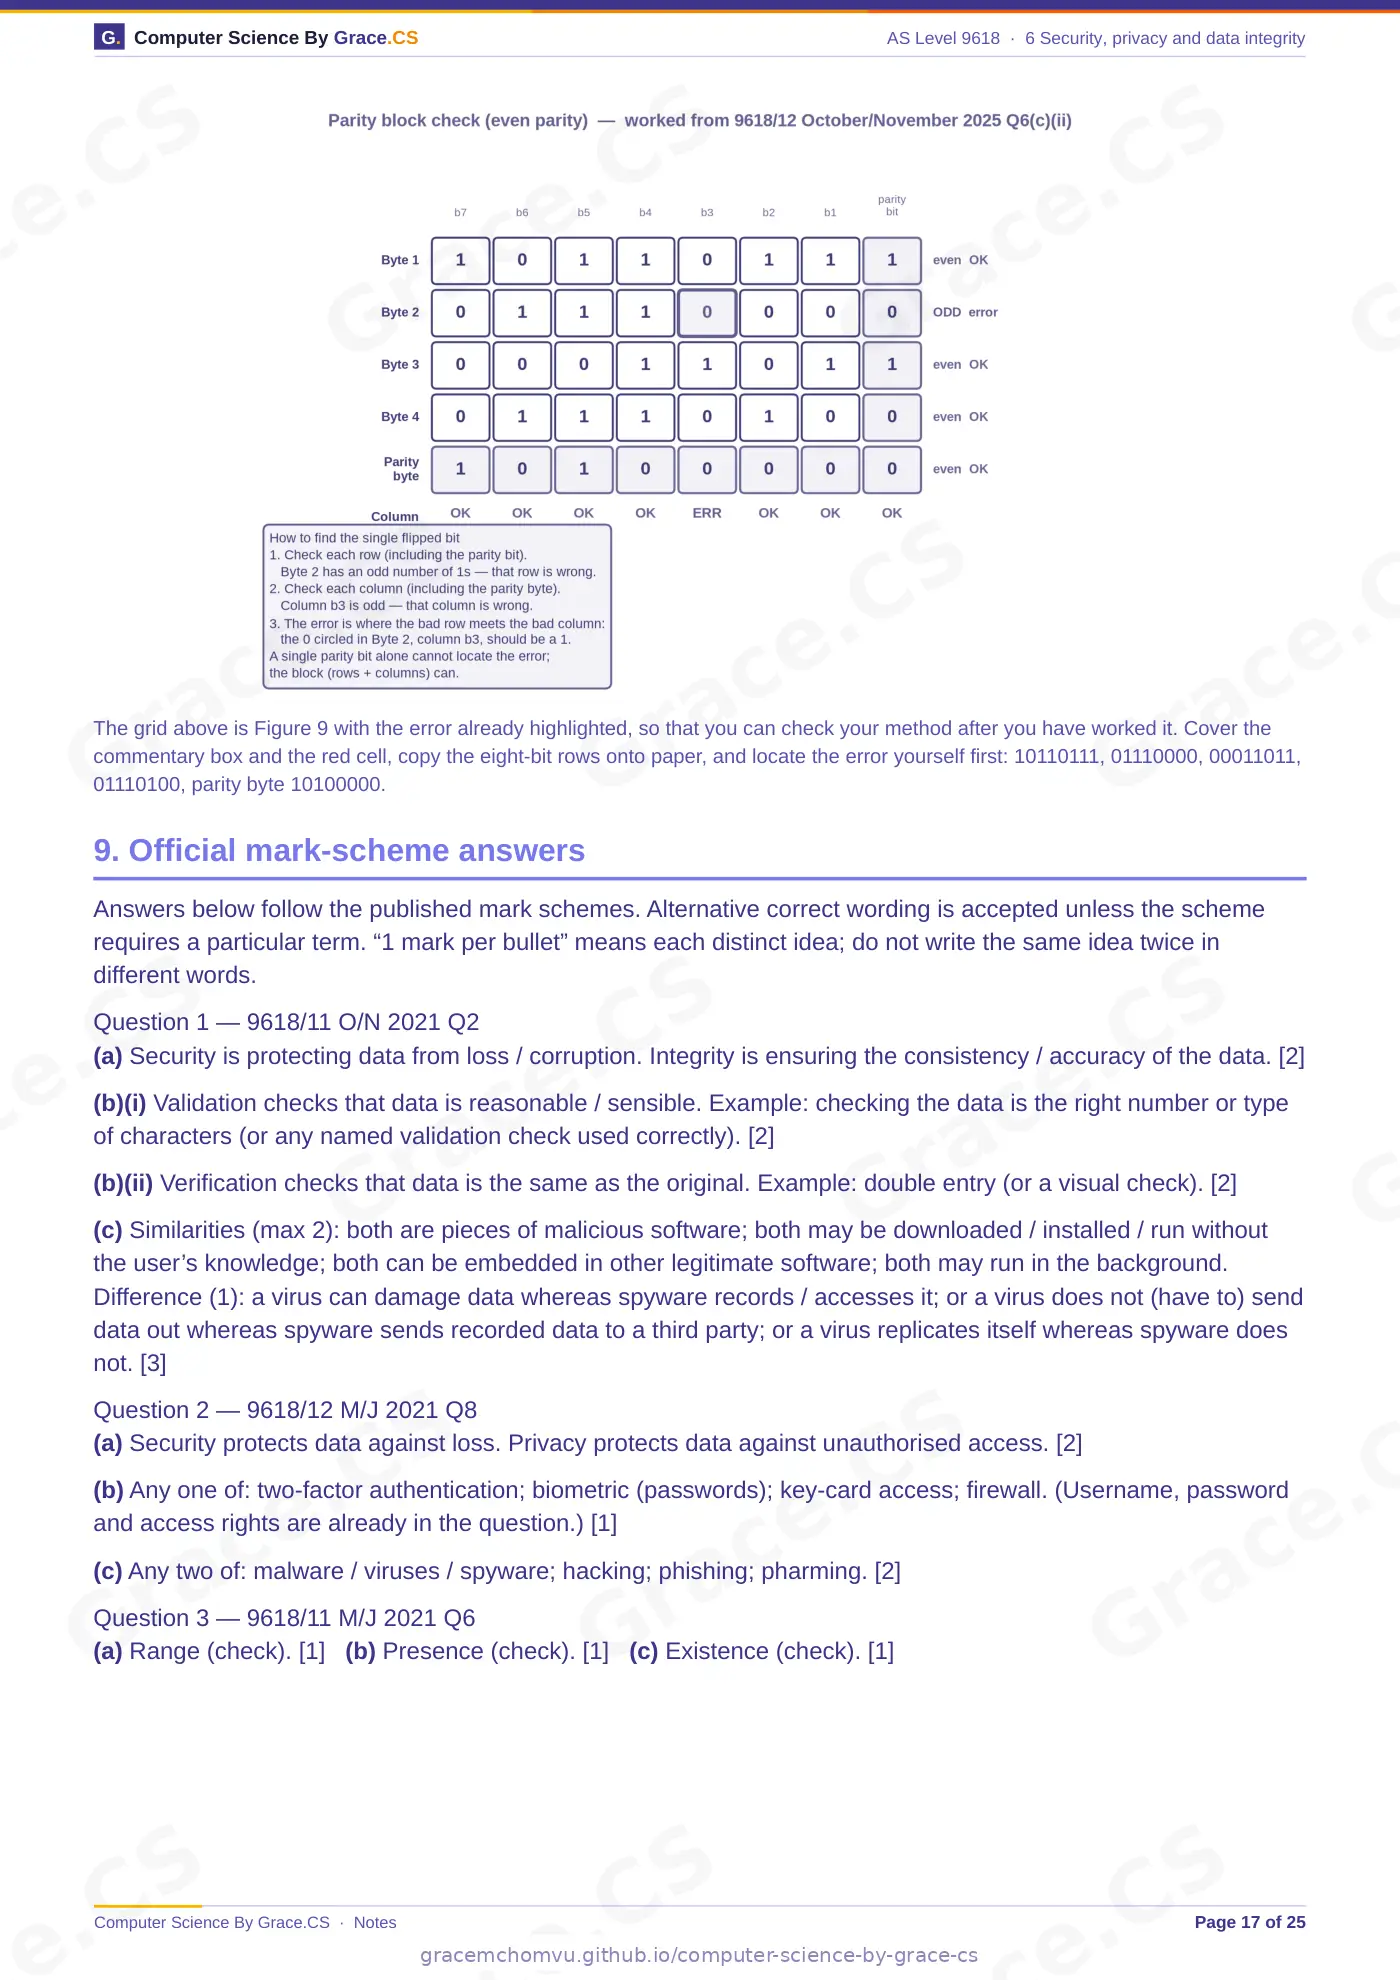 G. Computer Science By Grace.CS
AS Level 9618 · 6 Security, privacy and data integrity
Parity block check (even parity) — worked from 9618/12 October/November 2025 Q6(c)(ii)
b7 b6 b5 b4 b3 b2 b1 parity bit
Byte 1 1 0 1 1 0 1 1 1 even OK
Byte 2 0 1 1 1 0 0 0 0 ODD error
Byte 3 0 0 0 1 1 0 1 1 even OK
Byte 4 0 1 1 1 0 1 0 0 even OK
Parity byte 1 0 1 0 0 0 0 0 even OK
Column OK OK OK OK ERR OK OK OK
How to find the single flipped bit
1. Check each row (including the parity bit).
Byte 2 has an odd number of 1s — that row is wrong.
2. Check each column (including the parity byte).
Column b3 is odd — that column is wrong.
3. The error is where the bad row meets the bad column:
the 0 circled in Byte 2, column b3, should be a 1.
A single parity bit alone cannot locate the error;
the block (rows + columns) can.
The grid above is Figure 9 with the error already highlighted, so that you can check your method after you have worked it. Cover the
commentary box and the red cell, copy the eight-bit rows onto paper, and locate the error yourself first: 10110111, 01110000, 00011011,
01110100, parity byte 10100000.
9. Official mark-scheme answers
Answers below follow the published mark schemes. Alternative correct wording is accepted unless the scheme
requires a particular term. “1 mark per bullet” means each distinct idea; do not write the same idea twice in
different words.
Question 1 — 9618/11 O/N 2021 Q2
(a) Security is protecting data from loss / corruption. Integrity is ensuring the consistency / accuracy of the data. [2]
(b)(i) Validation checks that data is reasonable / sensible. Example: checking the data is the right number or type
of characters (or any named validation check used correctly). [2]
(b)(ii) Verification checks that data is the same as the original. Example: double entry (or a visual check). [2]
(c) Similarities (max 2): both are pieces of malicious software; both may be downloaded / installed / run without
the user’s knowledge; both can be embedded in other legitimate software; both may run in the background.
Difference (1): a virus can damage data whereas spyware records / accesses it; or a virus does not (have to) send
data out whereas spyware sends recorded data to a third party; or a virus replicates itself whereas spyware does
not. [3]
Question 2 — 9618/12 M/J 2021 Q8
(a) Security protects data against loss. Privacy protects data against unauthorised access. [2]
(b) Any one of: two-factor authentication; biometric (passwords); key-card access; firewall. (Username, password
and access rights are already in the question.) [1]
(c) Any two of: malware / viruses / spyware; hacking; phishing; pharming. [2]
Question 3 — 9618/11 M/J 2021 Q6
(a) Range (check). [1] (b) Presence (check). [1] (c) Existence (check). [1]
Computer Science By Grace.CS · Notes
Page 17 of 25
gracemchomvu.github.io/computer-science-by-grace-cs